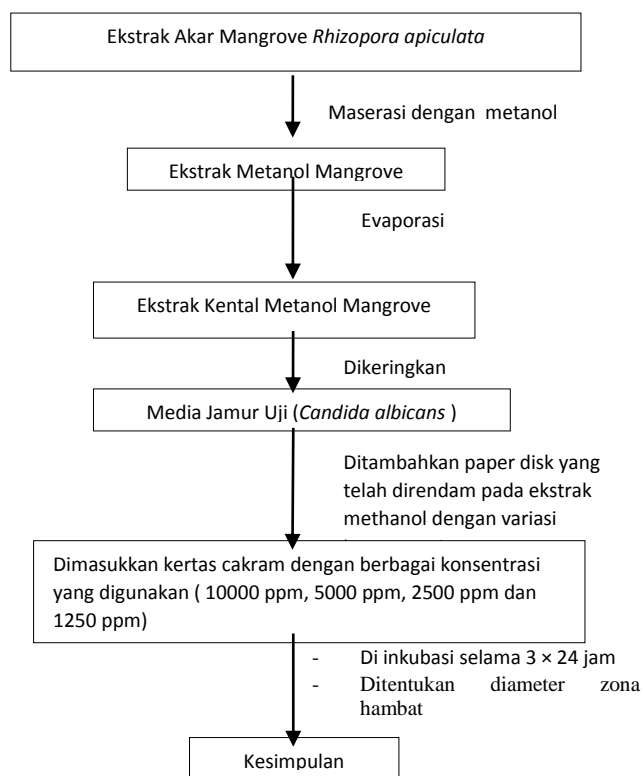 Ekstrak Akar Mangrove Rhizopora apiculata
Maserasi dengan metanol
Ekstrak Metanol Mangrove
Evaporasi
Ekstrak Kental Metanol Mangrove
Dikeringkan
Media Jamur Uji (Candida albicans )
Ditambahkan paper disk yang
telah direndam pada ekstrak
methanol dengan variasi
Dimasukkan kertas cakram dengan berbagai konsentrasi
yang digunakan ( 10000 ppm, 5000 ppm, 2500 ppm dan
1250 ppm)
- Di inkubasi selama 3 × 24 jam
- Ditentukan diameter zona
hambat
Kesimpulan